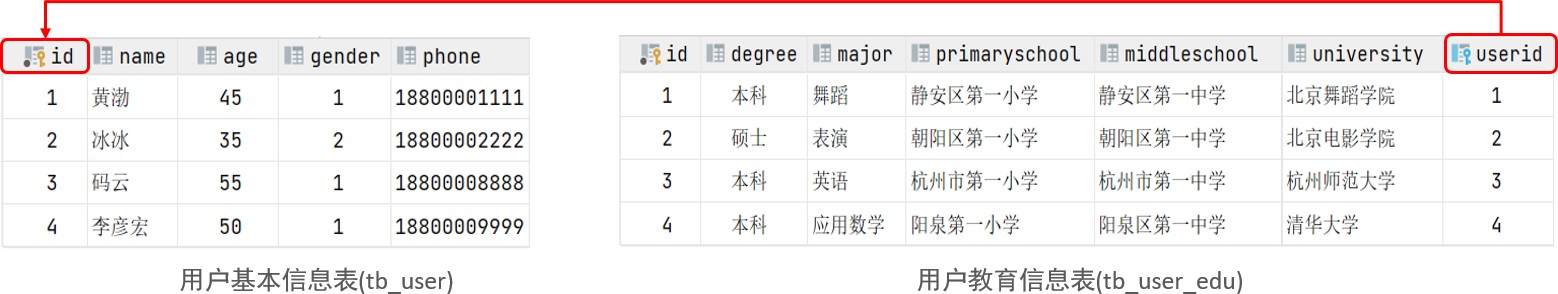 id name age gender phone
1 黄渤 45 1 18800001111
2 冰冰 35 2 18800002222
3 码云 55 1 18800008888
4 李彦宏 50 1 18800009999
用户基本信息表(tb_user)
id degree major primaryschool middleschool university userid
1 本科 舞蹈 静安区第一小学 静安区第一中学 北京舞蹈学院 1
2 硕士 表演 朝阳区第一小学 朝阳区第一中学 北京电影学院 2
3 本科 英语 杭州市第一小学 杭州市第一中学 杭州师范大学 3
4 本科 应用数学 阳泉第一小学 阳泉区第一中学 清华大学 4
用户教育信息表(tb_user_edu)